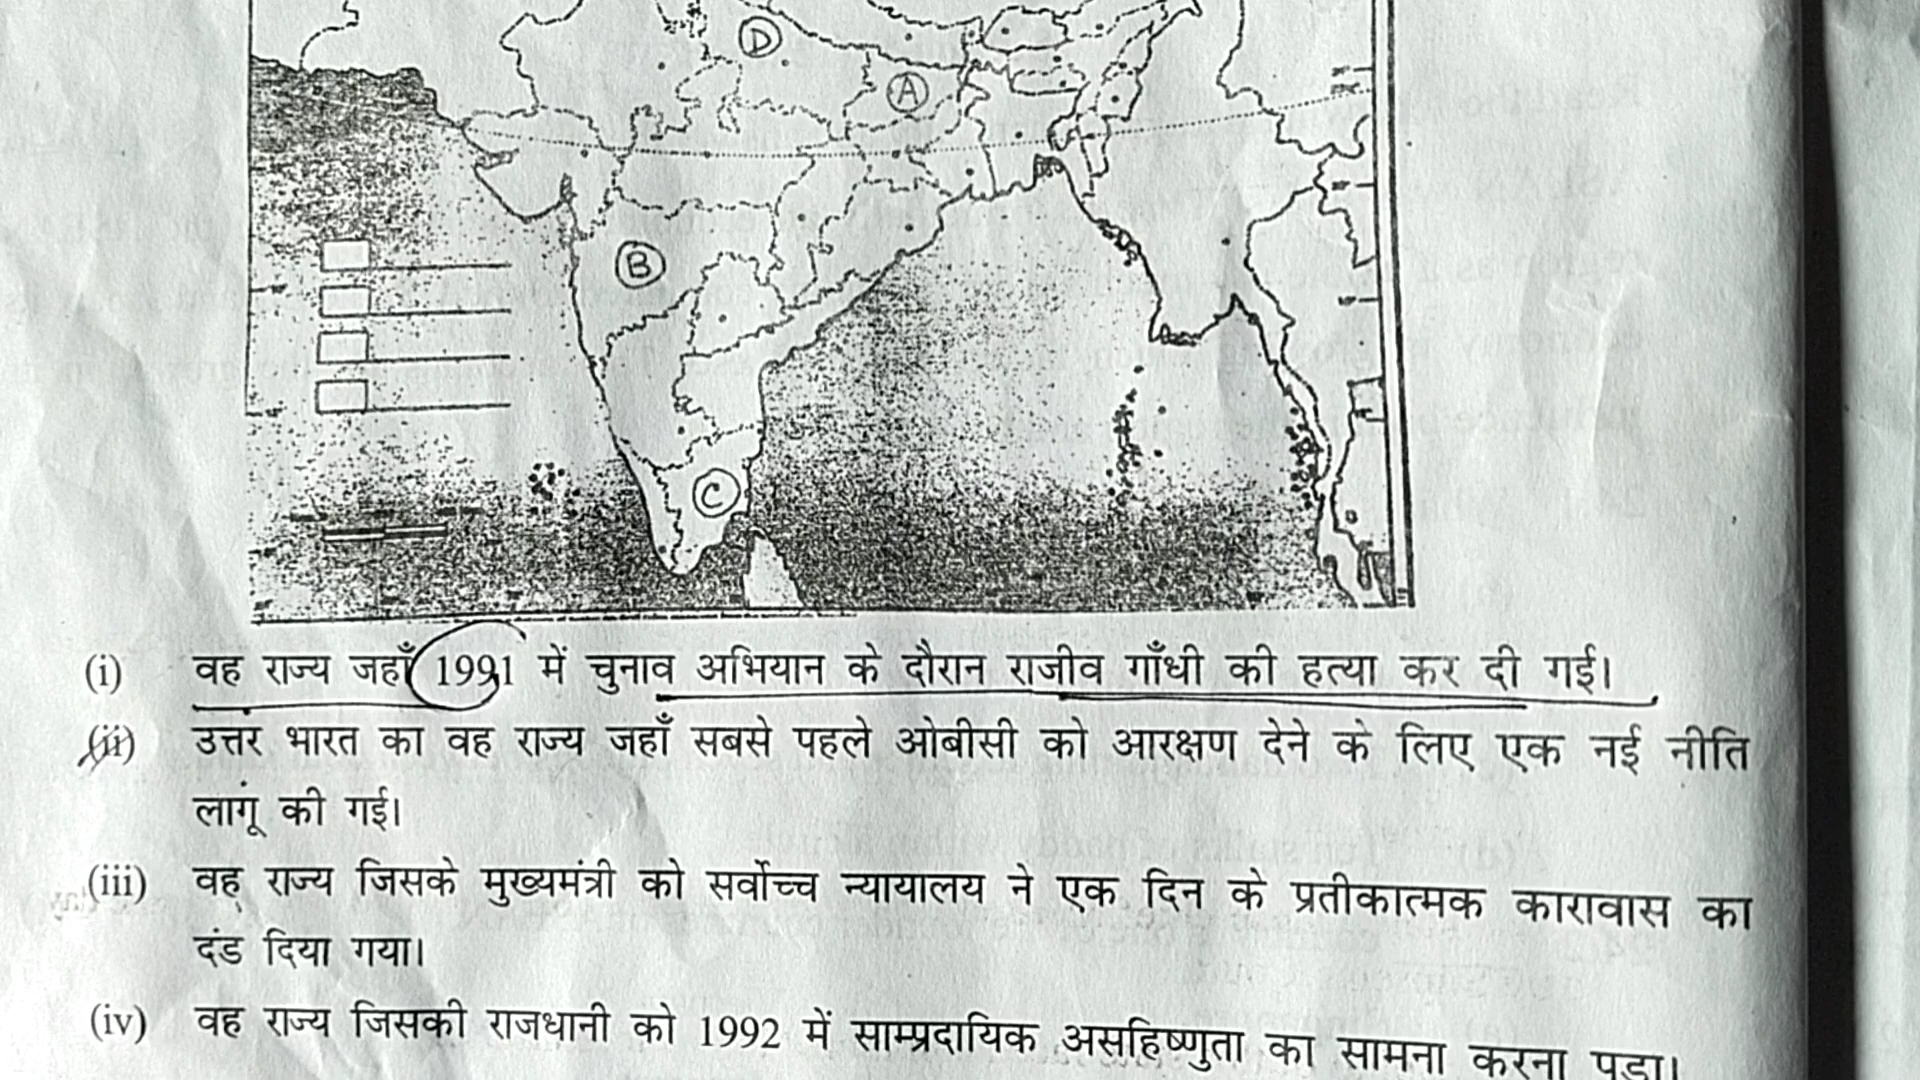 D
A
B
C
(i) वह राज्य जहाँ 1991 में चुनाव अभियान के दौरान राजीव गाँधी की हत्या कर दी गई।
(ii) उत्तर भारत का वह राज्य जहाँ सबसे पहले ओबीसी को आरक्षण देने के लिए एक नई नीति
लागू की गई।
(iii) वह राज्य जिसके मुख्यमंत्री को सर्वोच्च न्यायालय ने एक दिन के प्रतीकात्मक कारावास का
दंड दिया गया।
(iv) वह राज्य जिसकी राजधानी को 1992 में साम्प्रदायिक असहिष्णुता का सामना करना पड़ा।